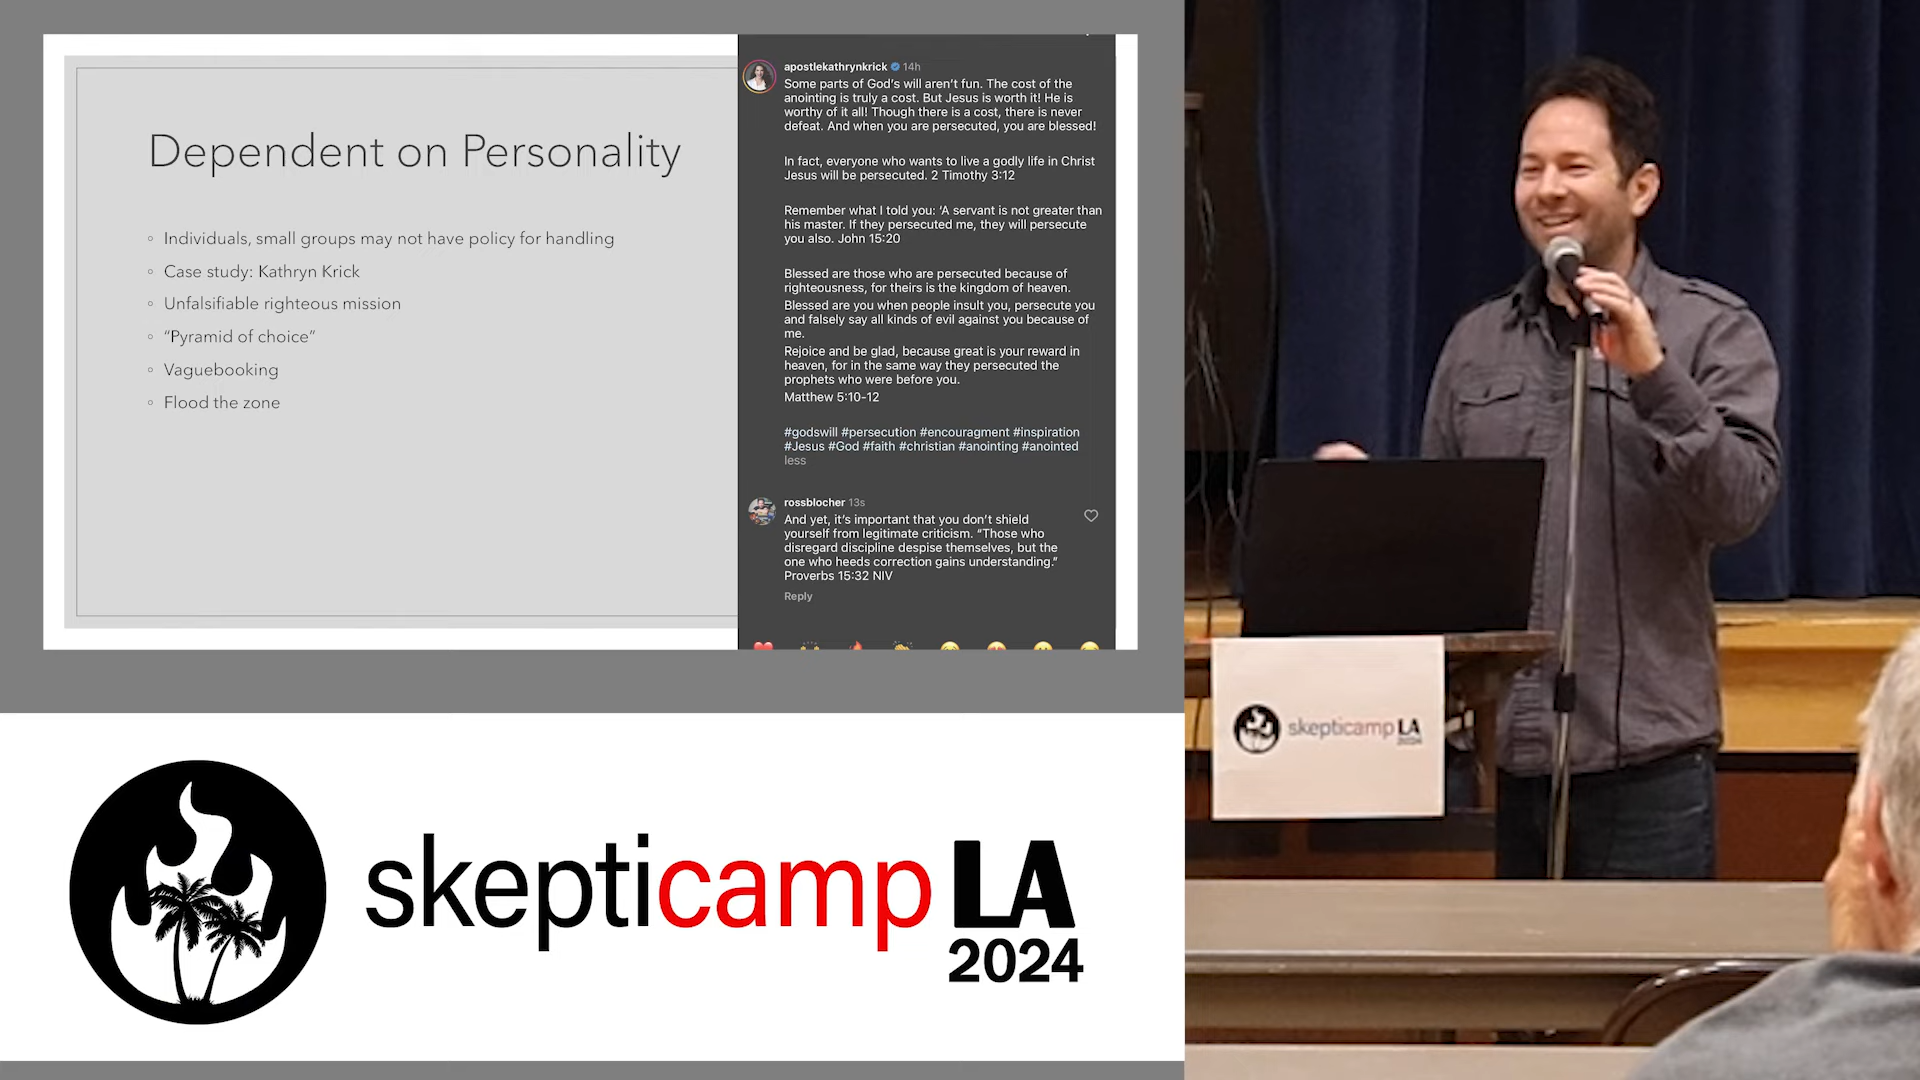 Dependent on Personality
◦ Individuals, small groups may not have policy for handling
◦ Case study: Kathryn Krick
◦ Unfalsifiable righteous mission
◦ “Pyramid of choice”
◦ Vaguebooking
◦ Flood the zone
apostlekathrynkrick 14h
Some parts of God's will aren't fun. The cost of the
anointing is truly a cost. But Jesus is worth it! He is
worthy of it all! Though there is a cost, there is never
defeat. And when you are persecuted, you are blessed!
In fact, everyone who wants to live a godly life in Christ
Jesus will be persecuted. 2 Timothy 3:12
Remember what I told you: ‘A servant is not greater than
his master. If they persecuted me, they will persecute
you also. John 15:20
Blessed are those who are persecuted because of
righteousness, for theirs is the kingdom of heaven.
Blessed are you when people insult you, persecute you
and falsely say all kinds of evil against you because of
me.
Rejoice and be glad, because great is your reward in
heaven, for in the same way they persecuted the
prophets who were before you.
Matthew 5:10-12
#godswill #persecution #encouragment #inspiration
#Jesus #God #faith #christian #anointing #anointed
less
rossblocher 13s
And yet, it's important that you don't shield
yourself from legitimate criticism. “Those who
disregard discipline despise themselves, but the
one who heeds correction gains understanding.”
Proverbs 15:32 NIV
Reply
skepticamp LA
2024
skepticamp LA
2024